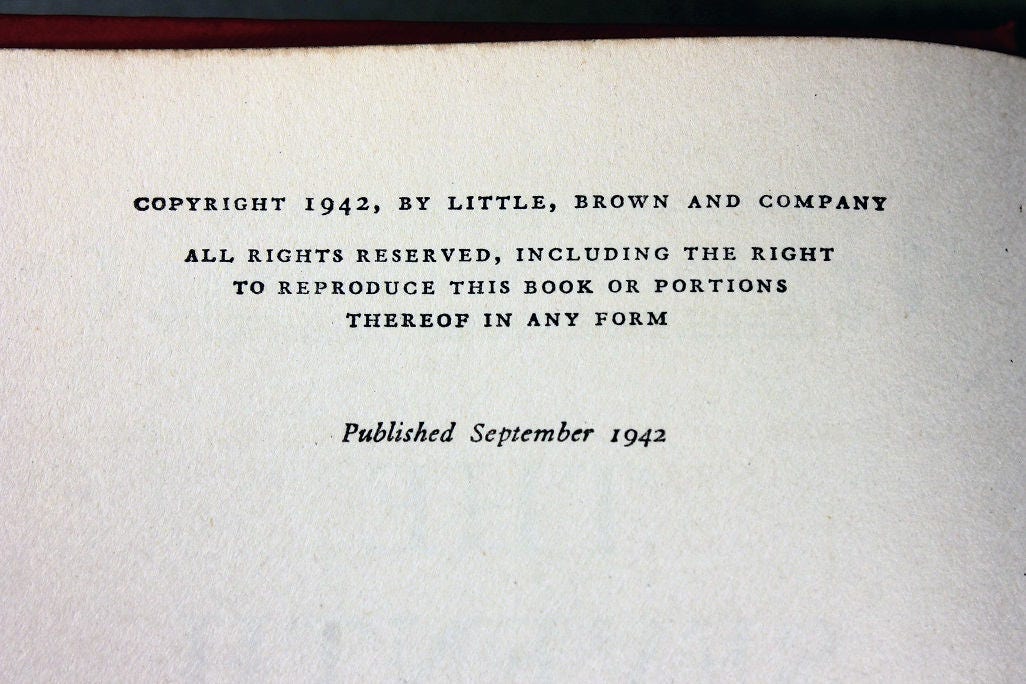 COPYRIGHT 1942, BY LITTLE, BROWN AND COMPANY
ALL RIGHTS RESERVED, INCLUDING THE RIGHT
TO REPRODUCE THIS BOOK OR PORTIONS
THEREOF IN ANY FORM
Published September 1942